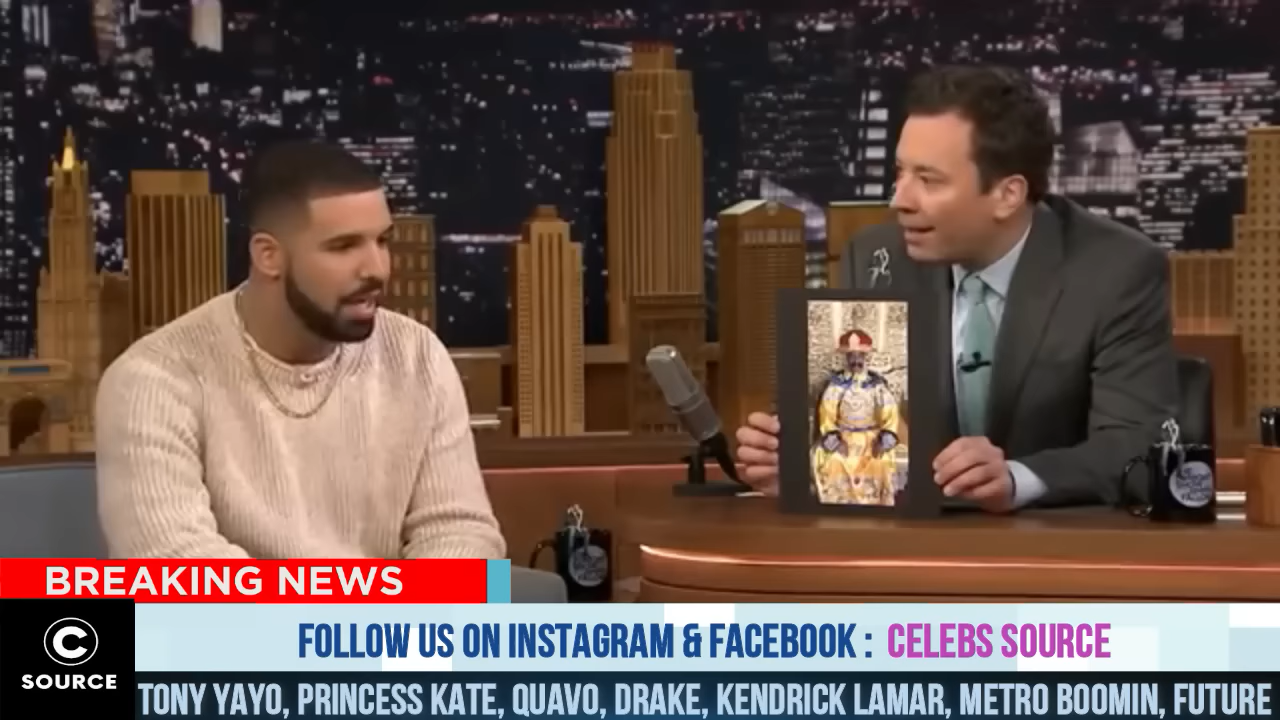 BREAKING NEWS
C
SOURCE
FOLLOW US ON INSTAGRAM & FACEBOOK : CELEBS SOURCE
TONY YAYO, PRINCESS KATE, QUAVO, DRAKE, KENDRICK LAMAR, METRO BOOMIN, FUTURE